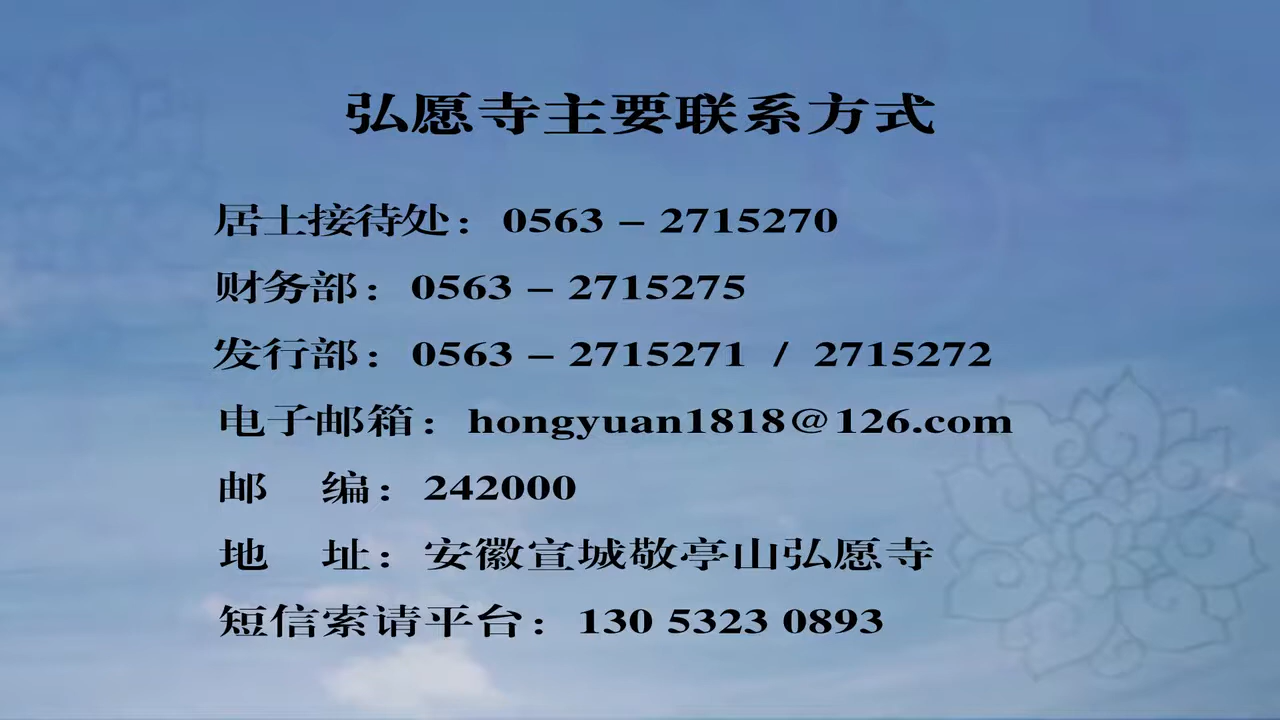 弘愿寺主要联系方式
居士接待处：0563 – 2715270
财务部：0563 – 2715275
发行部：0563 – 2715271 / 2715272
电子邮箱：hongyuan1818@126.com
邮　编：242000
地　址：安徽宣城敬亭山弘愿寺
短信索请平台：130 5323 0893